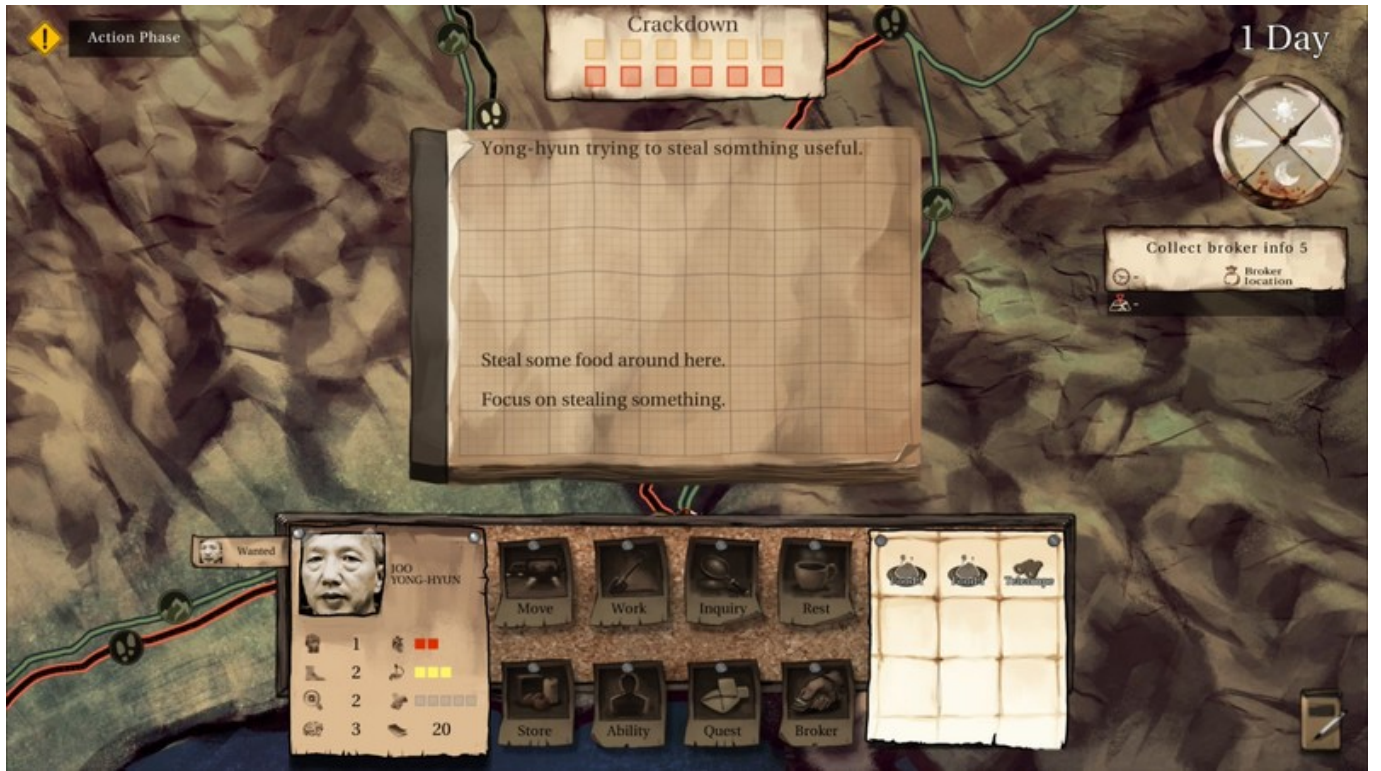 Action Phase
Crackdown
1 Day
Yong-hyun trying to steal somthing useful.
Collect broker info 5
-
Broker
location
-
Steal some food around here.
Focus on stealing something.
Wanted
JOO
YONG-HYUN
1
2
2
3
20
Move
Work
Inquiry
Rest
Store
Ability
Quest
Broker